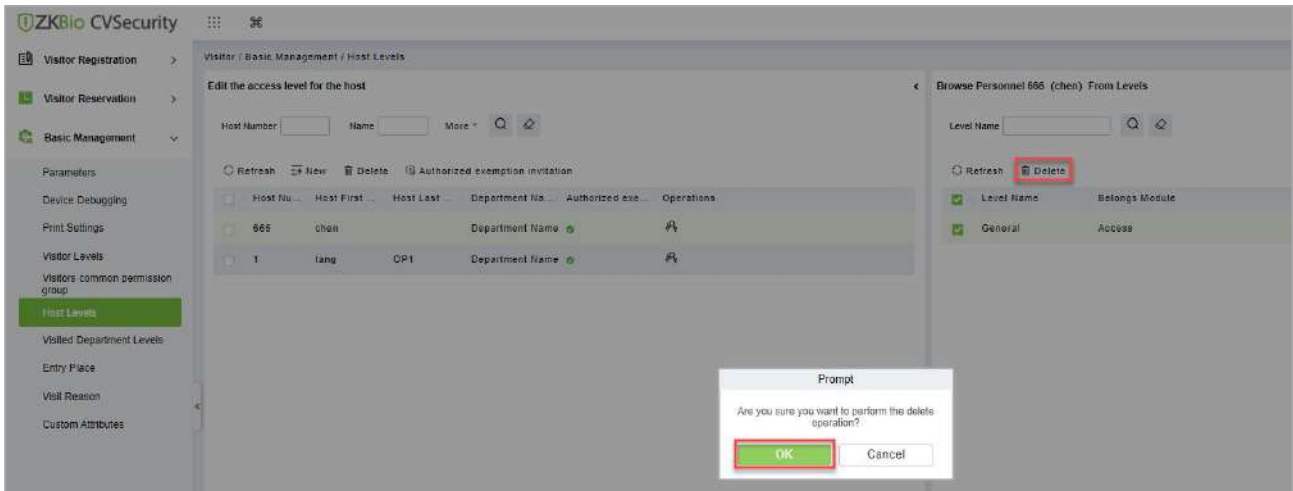 ZKBio CVSecurity
Visitor Registration
Visitor Reservation
Basic Management
Parameters
Device Debugging
Print Settings
Visitor Levels
Visitors common permission
group
Host Levels
Visited Department Levels
Entry Place
Visit Reason
Custom Attributes
Visitor / Basic Management / Host Levels
Edit the access level for the host
Host Number Name More
Refresh New Delete Authorized exemption invitation
Host Nu... Host First ... Host Last ... Department Na... Authorized exe... Operations
665 chen Department Name
1 tang OP1 Department Name
Browse Personnel 665 (chen) From Levels
Level Name
Refresh Delete
Level Name Belongs Module
General Access
Prompt
Are you sure you want to perform the delete
operation?
OK Cancel